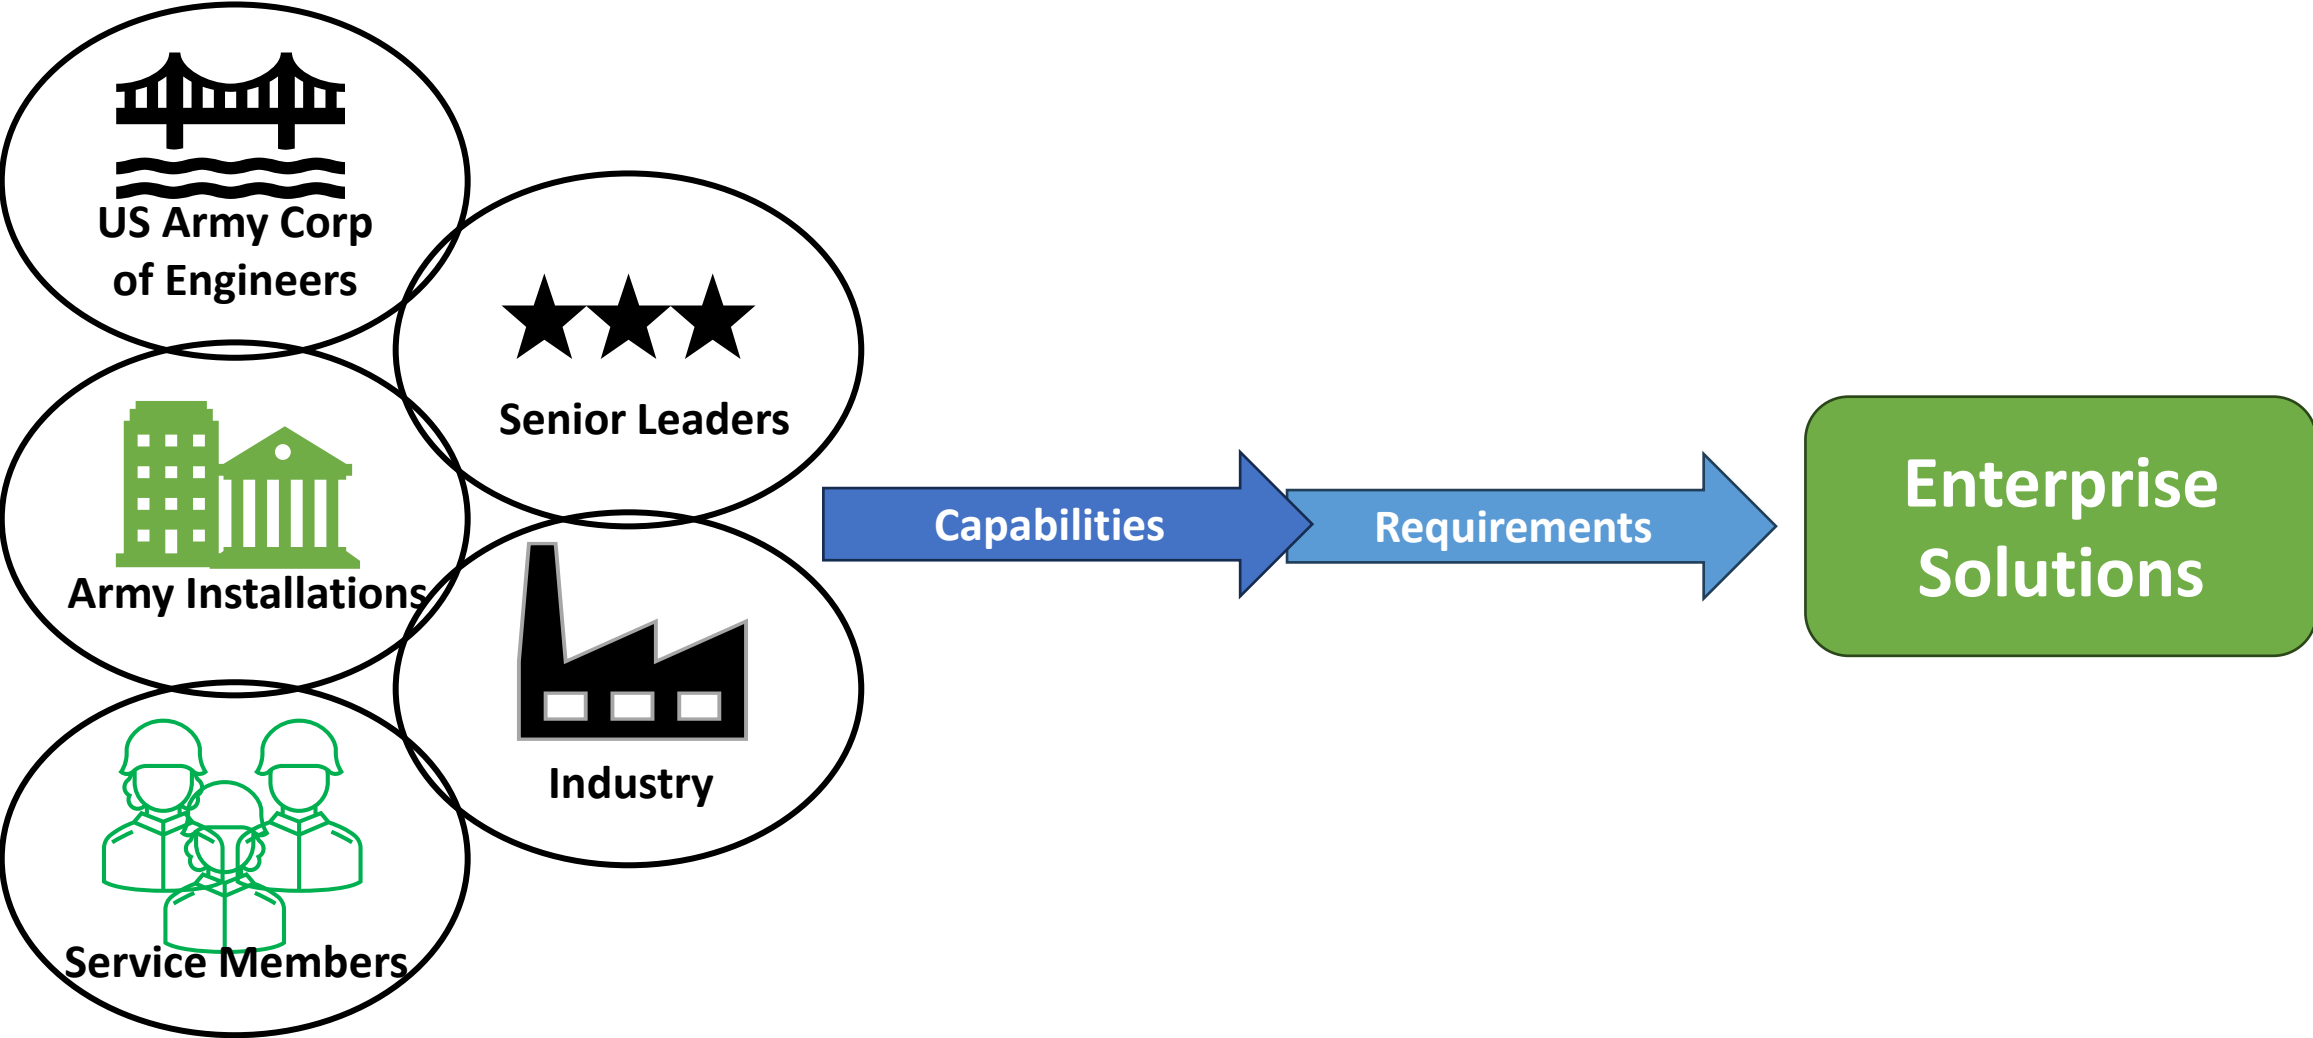 US Army Corp
of Engineers
Senior Leaders
Army Installations
Industry
Service Members
Capabilities
Requirements
Enterprise
Solutions